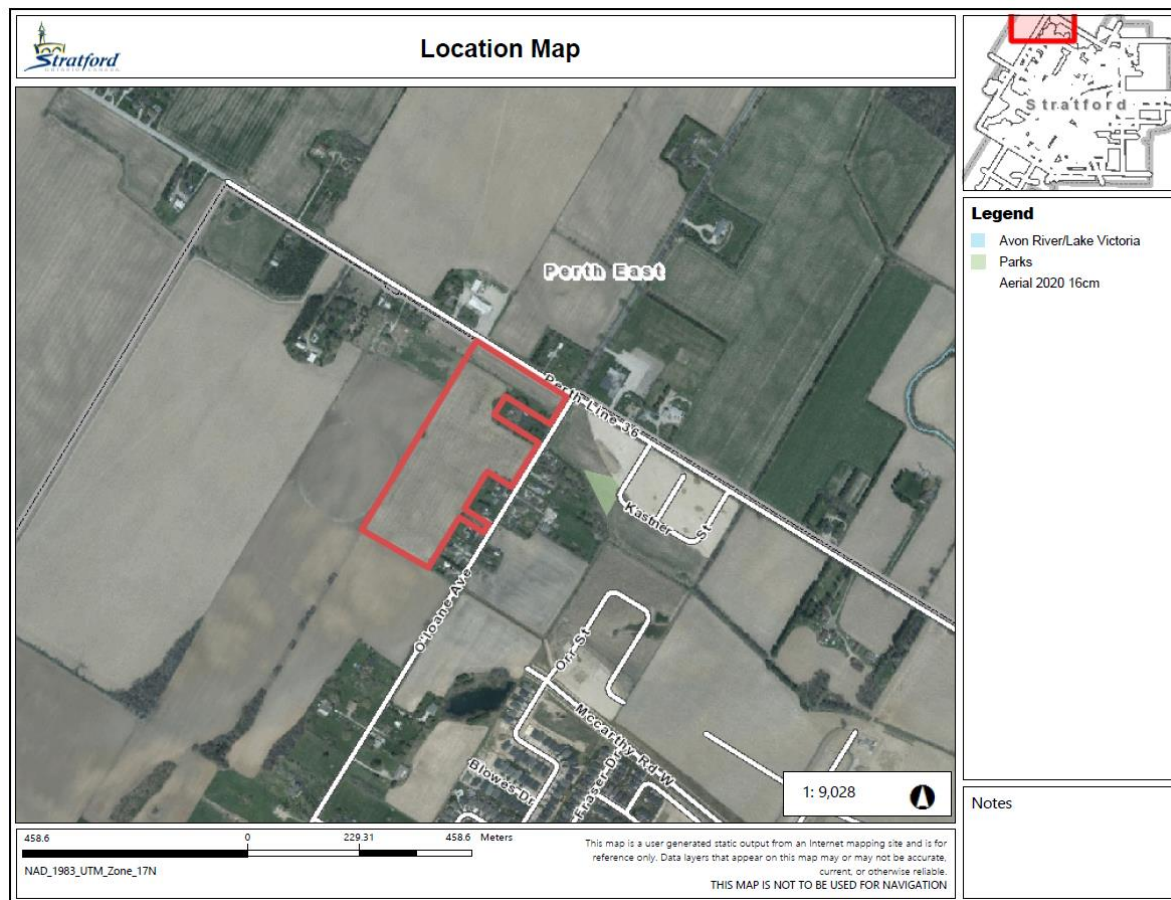 Stratford
Location Map
Stratford
Perth East
Perth Line 36
Kastner St
O'loane Ave
Orr St
Mccarthy Rd W
Blowes Dr
Fraser Dr
1: 9,028
Legend
Avon River/Lake Victoria
Parks
Aerial 2020 16cm
Notes
458.6 0 229.31 458.6 Meters
NAD_1983_UTM_Zone_17N
This map is a user generated static output from an Internet mapping site and is for
reference only. Data layers that appear on this map may or may not be accurate,
current, or otherwise reliable.
THIS MAP IS NOT TO BE USED FOR NAVIGATION